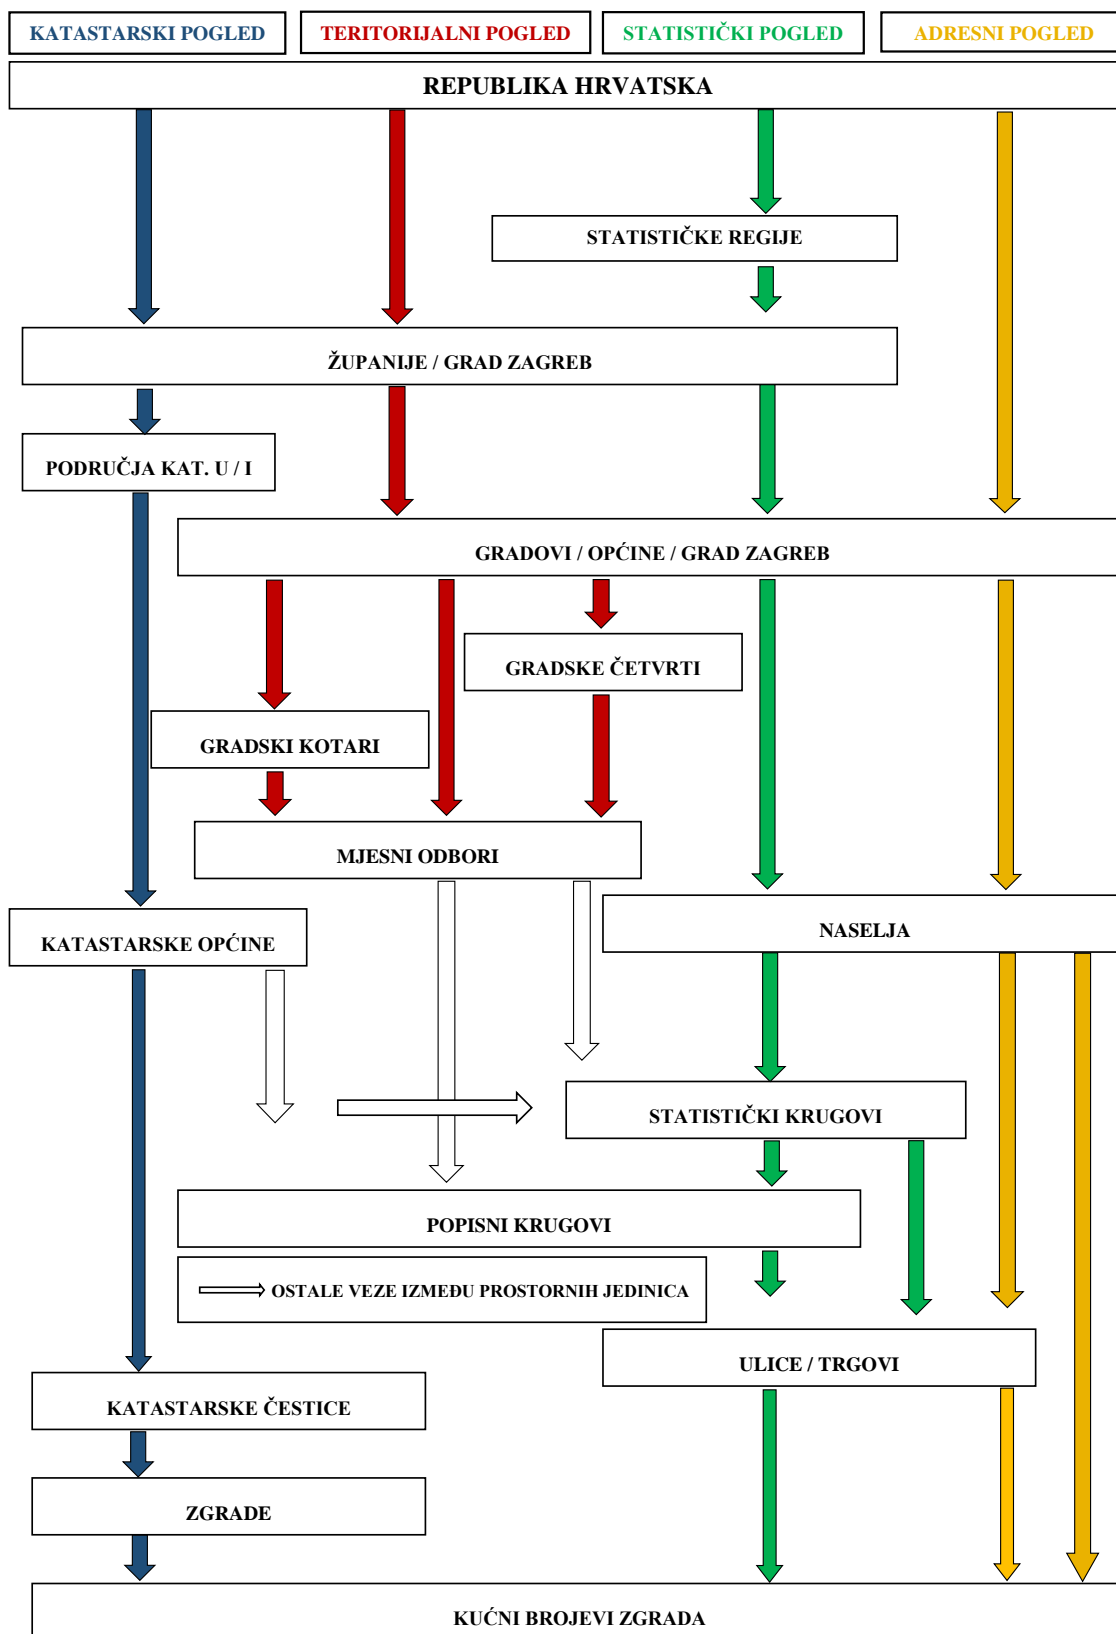 KATASTARSKI POGLED
TERITORIJALNI POGLED
STATISTIČKI POGLED
ADRESNI POGLED
REPUBLIKA HRVATSKA
STATISTIČKE REGIJE
ŽUPANIJE / GRAD ZAGREB
PODRUČJA KAT. U / I
GRADOVI / OPĆINE / GRAD ZAGREB
GRADSKE ČETVRTI
GRADSKI KOTARI
MJESNI ODBORI
KATASTARSKE OPĆINE
NASELJA
STATISTIČKI KRUGOVI
POPISNI KRUGOVI
OSTALE VEZE IZMEĐU PROSTORNIH JEDINICA
ULICE / TRGOVI
KATASTARSKE ČESTICE
ZGRADE
KUĆNI BROJEVI ZGRADA